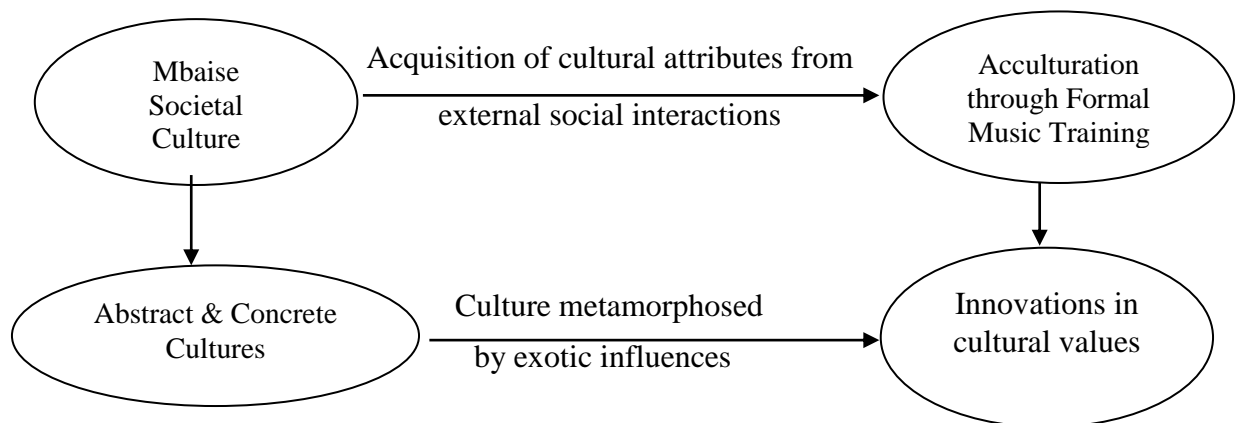 Mbaise
Societal
Culture
Acquisition of cultural attributes from
external social interactions
Acculturation
through Formal
Music Training
Abstract & Concrete
Cultures
Culture metamorphosed
by exotic influences
Innovations in
cultural values